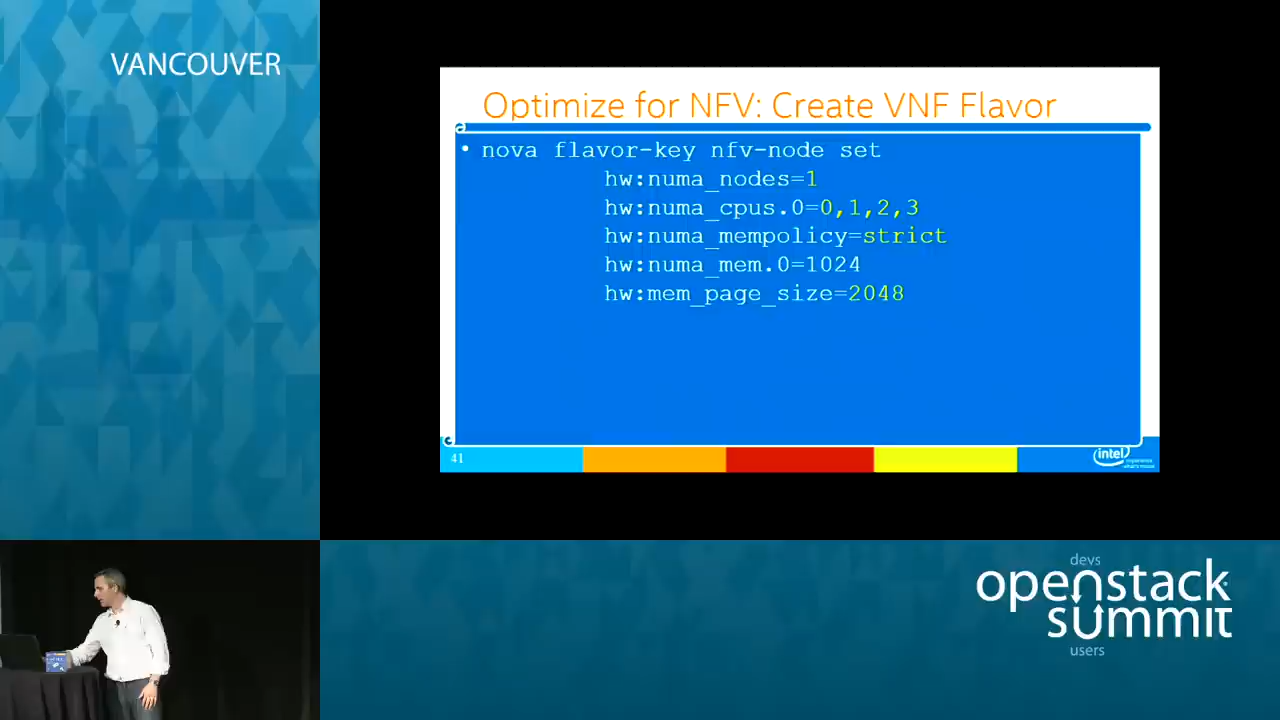 VANCOUVER
Optimize for NFV: Create VNF Flavor
• nova flavor-key nfv-node set
hw:numa_nodes=1
hw:numa_cpus.0=0,1,2,3
hw:numa_mempolicy=strict
hw:numa_mem.0=1024
hw:mem_page_size=2048
41
intel
devs
openstack
summit
users